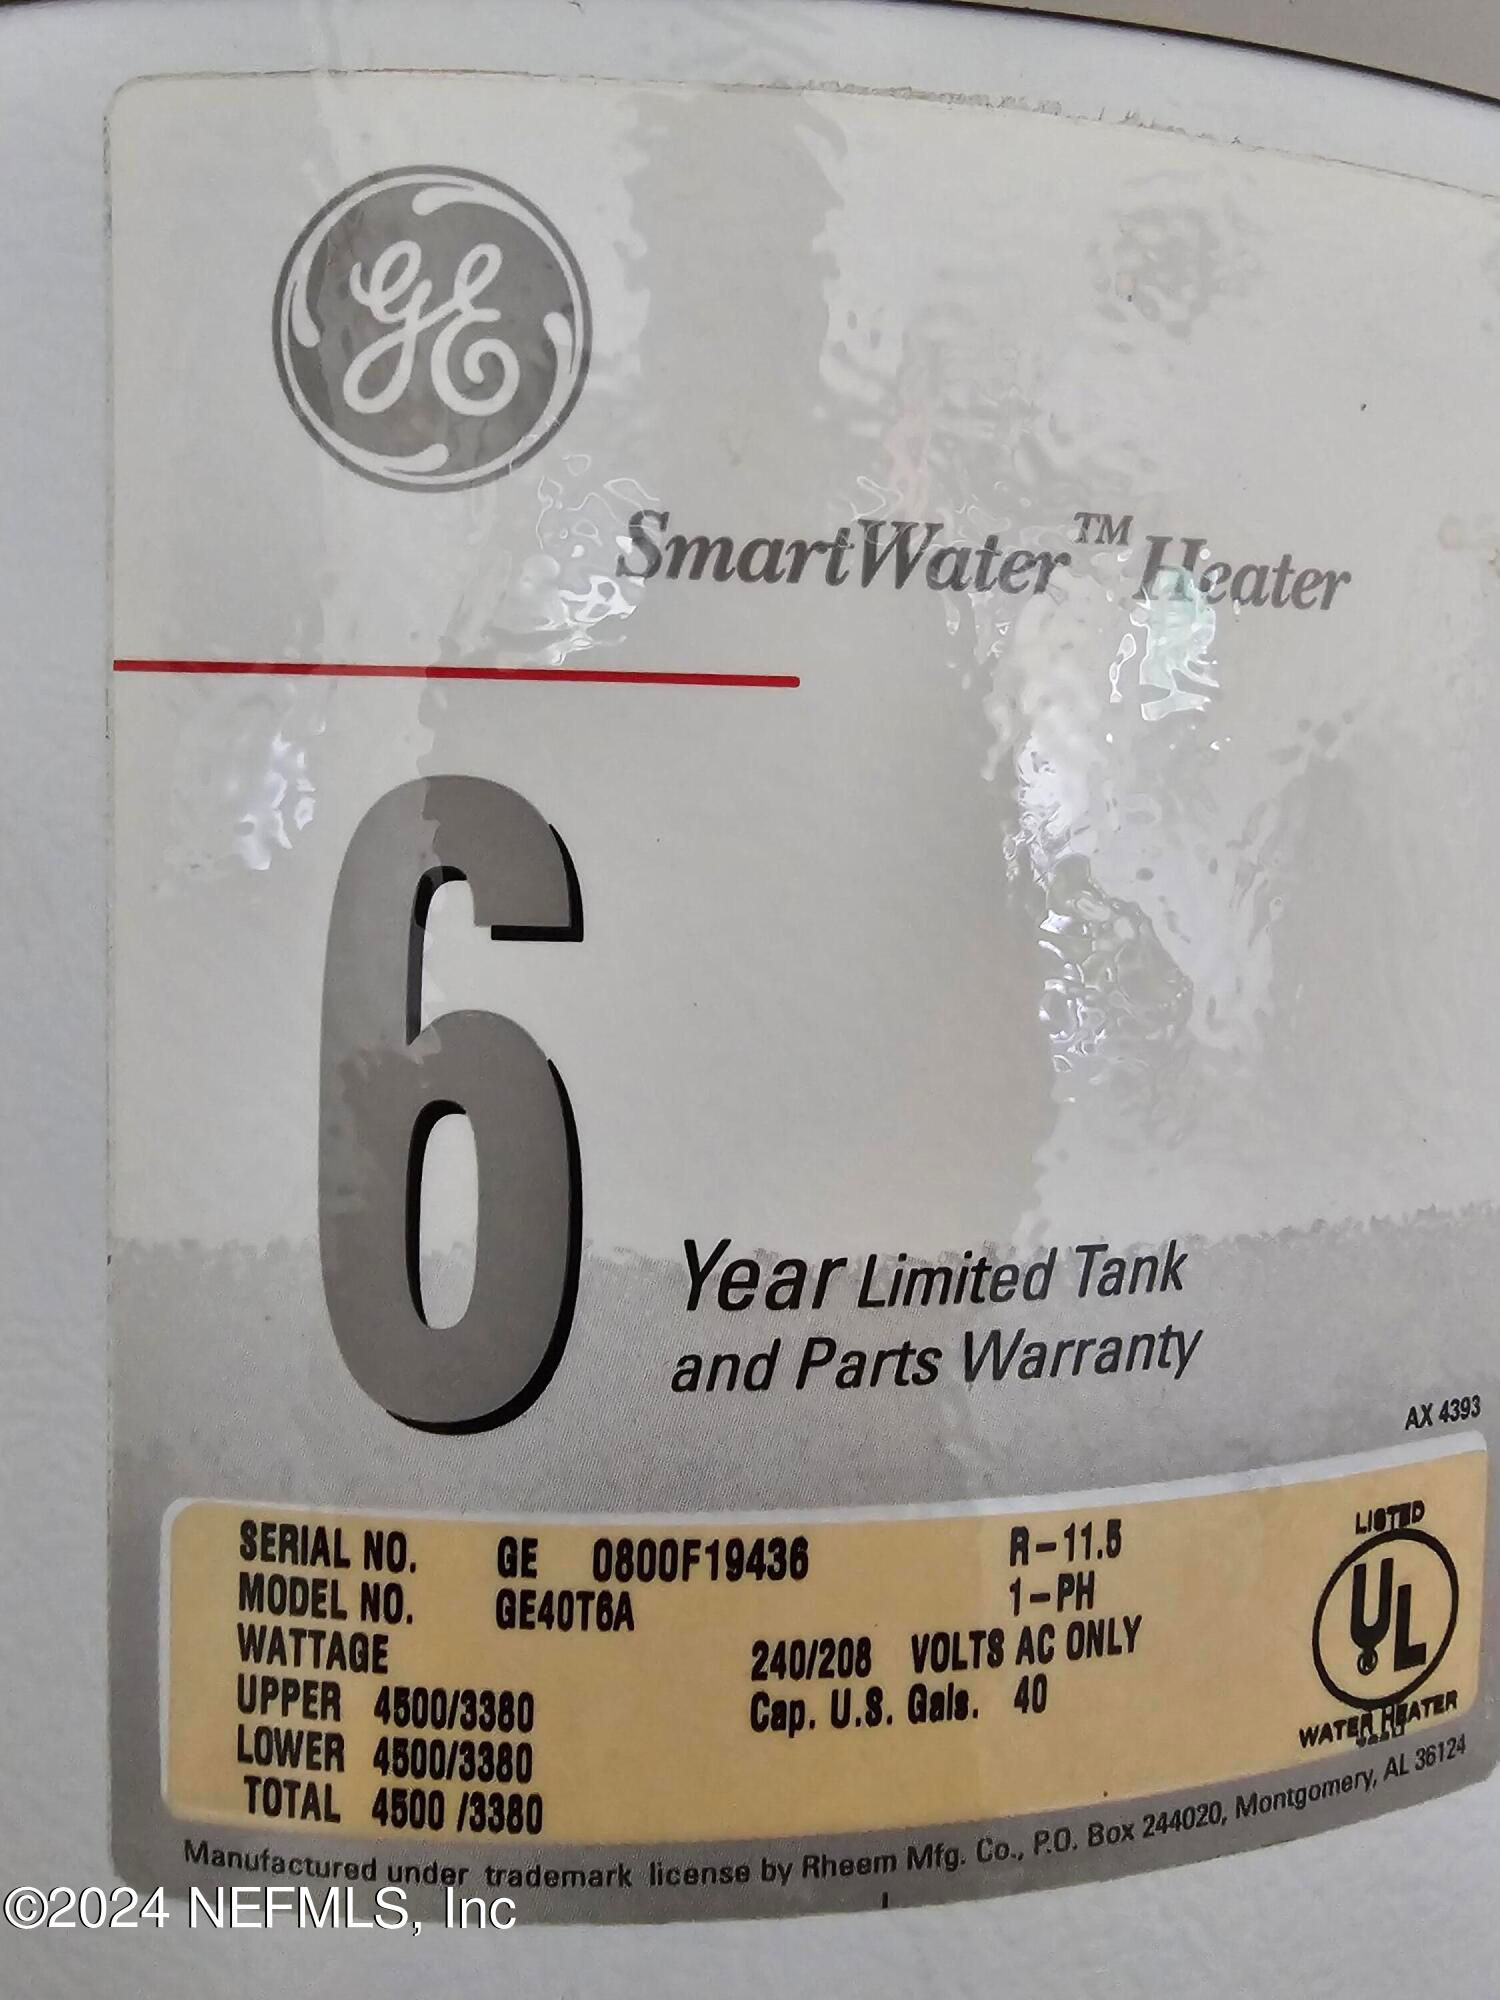 GE
SmartWater™ Heater
6
Year Limited Tank
and Parts Warranty
AX 4393
SERIAL NO. GE 0800F19436 R-11.5
MODEL NO. GE40T6A 1-PH
WATTAGE 240/208 VOLTS AC ONLY
UPPER 4500/3380 Cap. U.S. Gals. 40
LOWER 4500/3380
TOTAL 4500 /3380
LISTED
UL
WATER HEATER
Manufactured under trademark license by Rheem Mfg. Co., P.O. Box 244020, Montgomery, AL 36124
©2024 NEFMLS, Inc